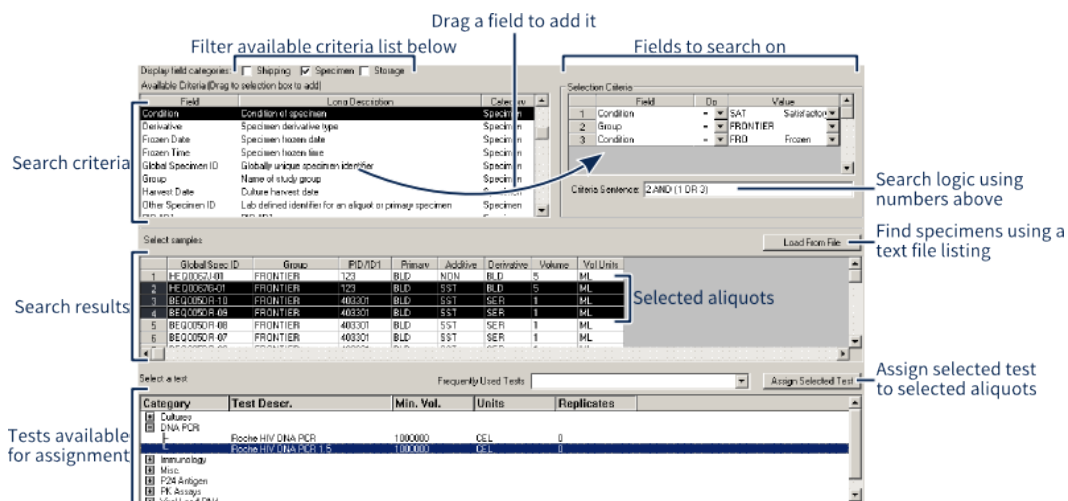 Drag a field to add it
Filter available criteria list below
Fields to search on
Display field categories: Shipping Specimen Storage
Available Criteria (Drag to selection box to add)
Field Long Description Category
Condition Condition of specimen Specimen
Derivative Specimen derivative type Specimen
Frozen Date Specimen frozen date Specimen
Frozen Time Specimen frozen time Specimen
Global Specimen ID Globally unique specimen identifier Specimen
Group Name of study group Specimen
Harvest Date Culture harvest date Specimen
Other Specimen ID Lab defined identifier for an aliquot or primary specimen Specimen
Search criteria
Selection Criteria
Field Op Value
1 Condition = SAT Satisfactory
2 Group = FRONTIER
3 Condition = FRO Frozen
Criteria Sentence: 2 AND (1 OR 3)
Search logic using
numbers above
Select samples
Load From File
Find specimens using a
text file listing
Global Spec ID Group PID/ID1 Primary Additive Derivative Volume Vol Units
1 FRONTIER 123 BLD NON BLD 5 ML
2 FRONTIER 123 BLD SST BLD 5 ML
3 BEQ005DR-10 FRONTIER 403301 BLD SST SER 1 ML
4 BEQ005DR-09 FRONTIER 403301 BLD SST SER 1 ML
5 BEQ005DR-08 FRONTIER 403301 BLD SST SER 1 ML
6 BEQ005DR-07 FRONTIER 403301 BLD SST SER 1 ML
Search results
Selected aliquots
Select a test
Frequently Used Tests
Assign Selected Test
Assign selected test
to selected aliquots
Category Test Descr. Min. Vol. Units Replicates
Cultures
DNA PCR
Roche HIV DNA PCR 1000000 CEL 0
Roche HIV DNA PCR 1.5 1000000 CEL 0
Immunology
Misc.
P24 Antigen
PK Assays
Tests available
for assignment